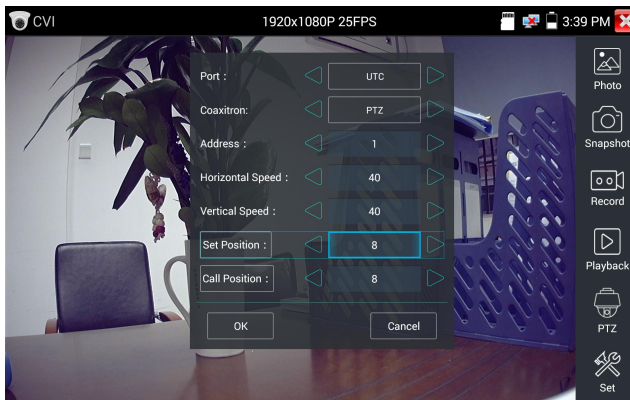 CVI 1920x1080P 25FPS 3:39 PM
Port : UTC
Coaxitron: PTZ
Address : 1
Horizontal Speed : 40
Vertical Speed : 40
Set Position : 8
Call Position : 8
OK Cancel
Photo
Snapshot
Record
Playback
PTZ
Set